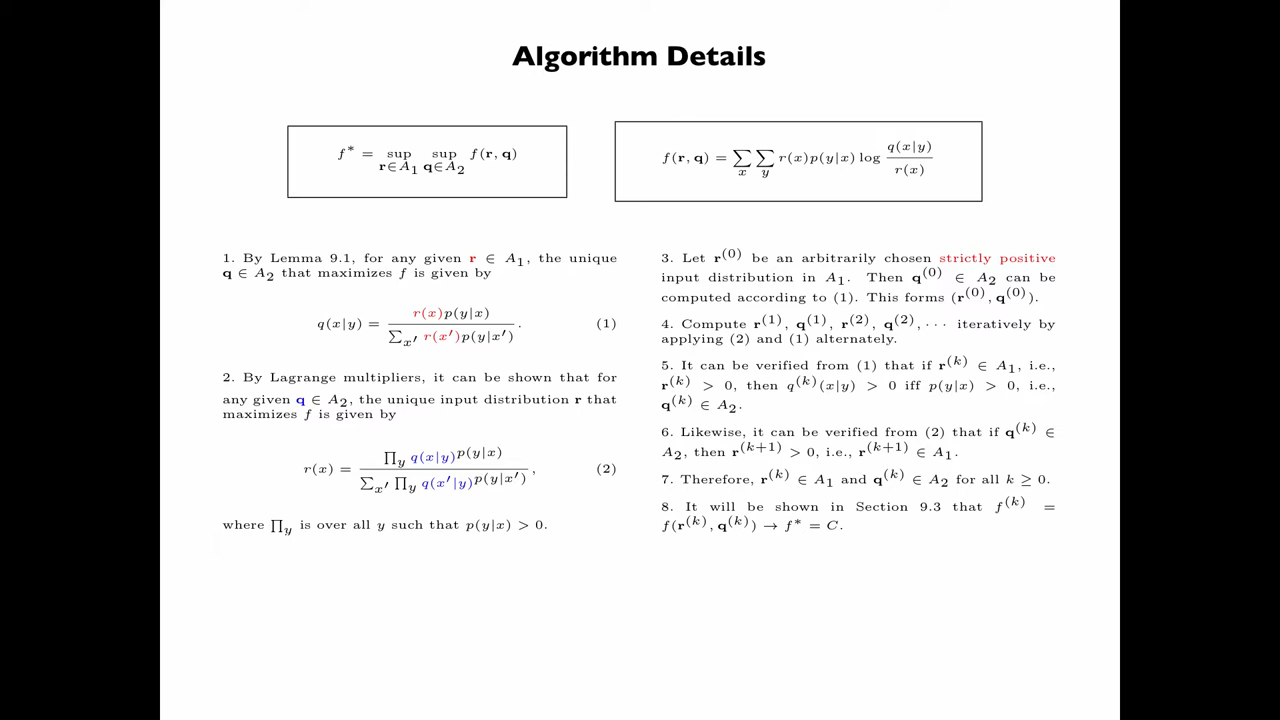 Algorithm Details
f* = sup_{r∈A₁} sup_{q∈A₂} f(r, q)
f(r, q) = ∑_x ∑_y r(x)p(y|x) log q(x|y) / r(x)
1. By Lemma 9.1, for any given r ∈ A₁, the unique
q ∈ A₂ that maximizes f is given by
q(x|y) = r(x)p(y|x) / ∑_{x′} r(x′)p(y|x′) . (1)
2. By Lagrange multipliers, it can be shown that for
any given q ∈ A₂, the unique input distribution r that
maximizes f is given by
r(x) = ∏_y q(x|y)^{p(y|x)} / ∑_{x′} ∏_y q(x′|y)^{p(y|x′)} , (2)
where ∏_y is over all y such that p(y|x) > 0.
3. Let r^{(0)} be an arbitrarily chosen strictly positive
input distribution in A₁. Then q^{(0)} ∈ A₂ can be
computed according to (1). This forms (r^{(0)}, q^{(0)}).
4. Compute r^{(1)}, q^{(1)}, r^{(2)}, q^{(2)}, ··· iteratively by
applying (2) and (1) alternately.
5. It can be verified from (1) that if r^{(k)} ∈ A₁, i.e.,
r^{(k)} > 0, then q^{(k)}(x|y) > 0 iff p(y|x) > 0, i.e.,
q^{(k)} ∈ A₂.
6. Likewise, it can be verified from (2) that if q^{(k)} ∈
A₂, then r^{(k+1)} > 0, i.e., r^{(k+1)} ∈ A₁.
7. Therefore, r^{(k)} ∈ A₁ and q^{(k)} ∈ A₂ for all k ≥ 0.
8. It will be shown in Section 9.3 that f^{(k)} =
f(r^{(k)}, q^{(k)}) → f* = C.